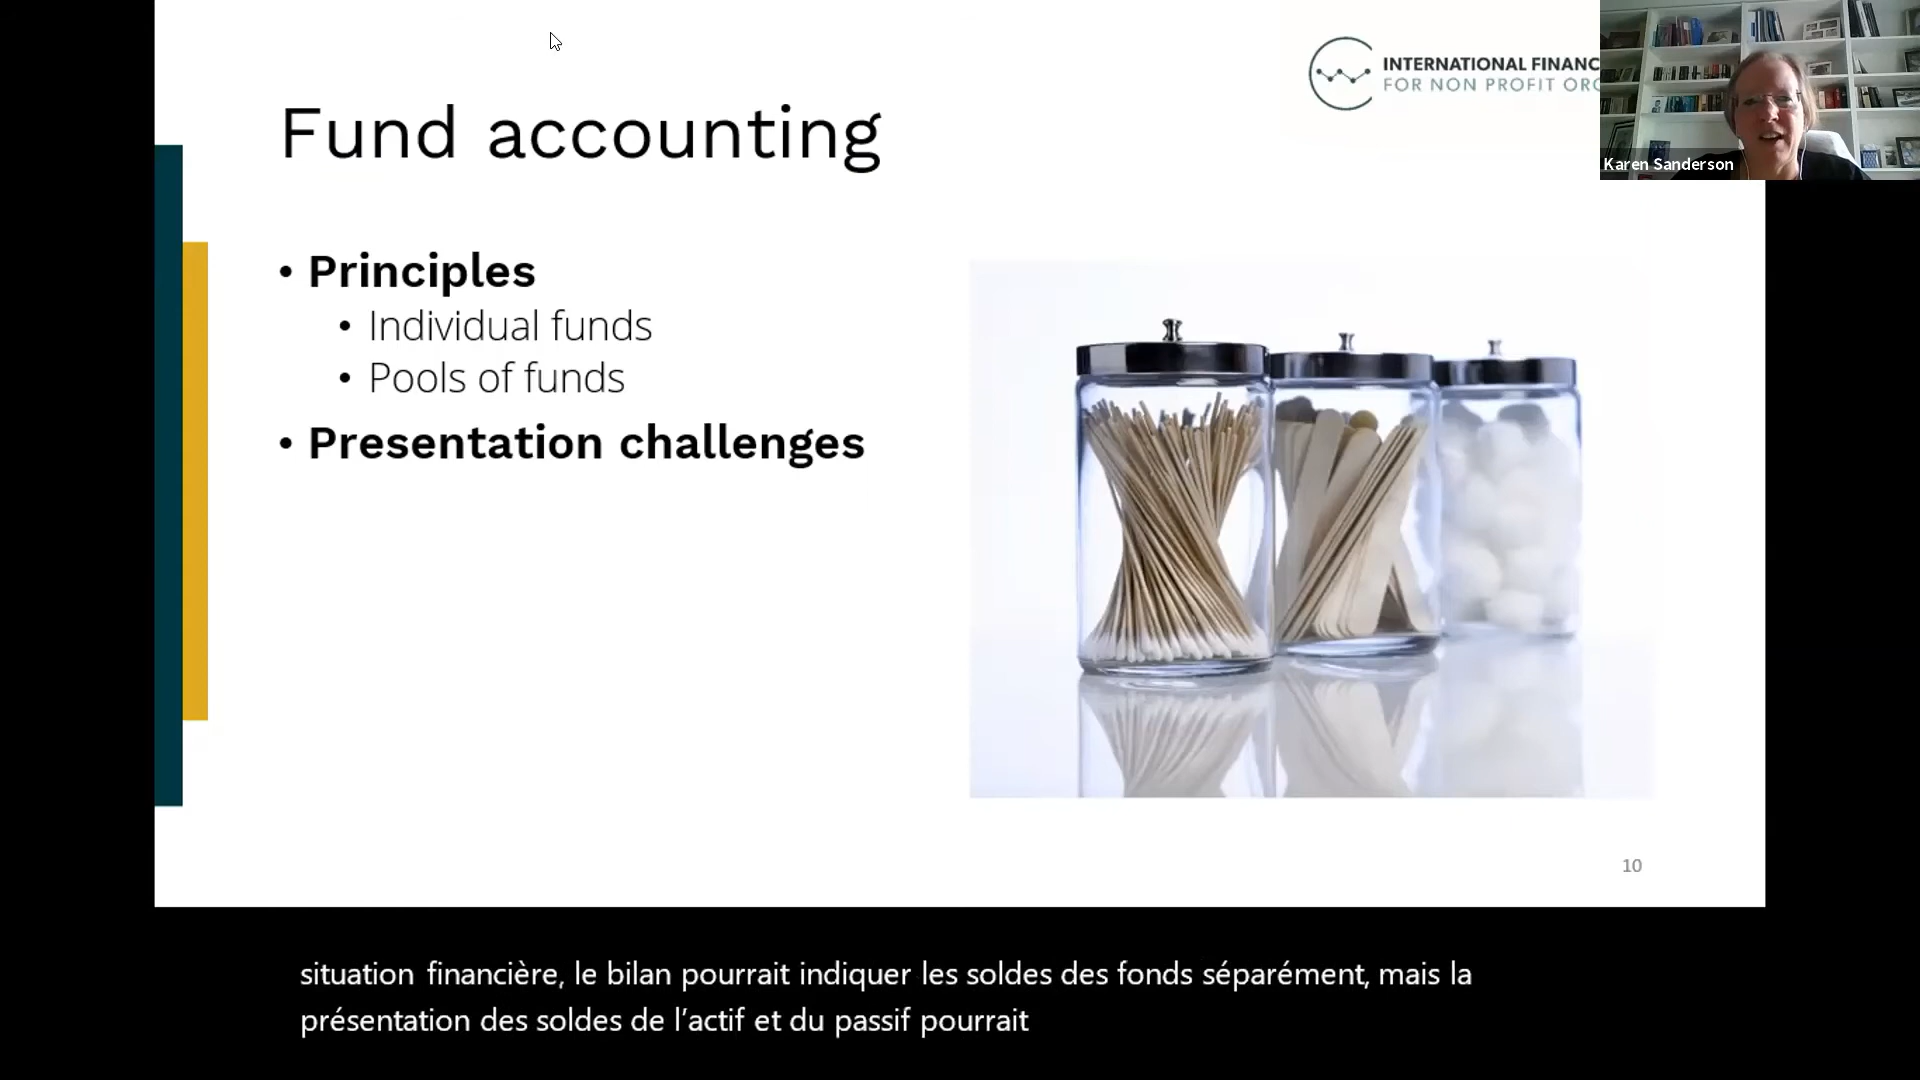 INTERNATIONAL FINANC
FOR NON PROFIT ORG
Karen Sanderson
Fund accounting
• Principles
• Individual funds
• Pools of funds
• Presentation challenges
10
situation financière, le bilan pourrait indiquer les soldes des fonds séparément, mais la
présentation des soldes de l’actif et du passif pourrait